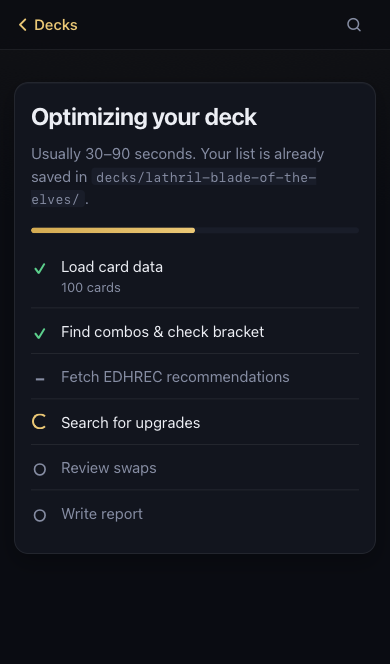 Decks
Optimizing your deck
Usually 30–90 seconds. Your list is already
saved in decks/lathril-blade-of-the-
elves/.
Load card data
100 cards
Find combos & check bracket
Fetch EDHREC recommendations
Search for upgrades
Review swaps
Write report